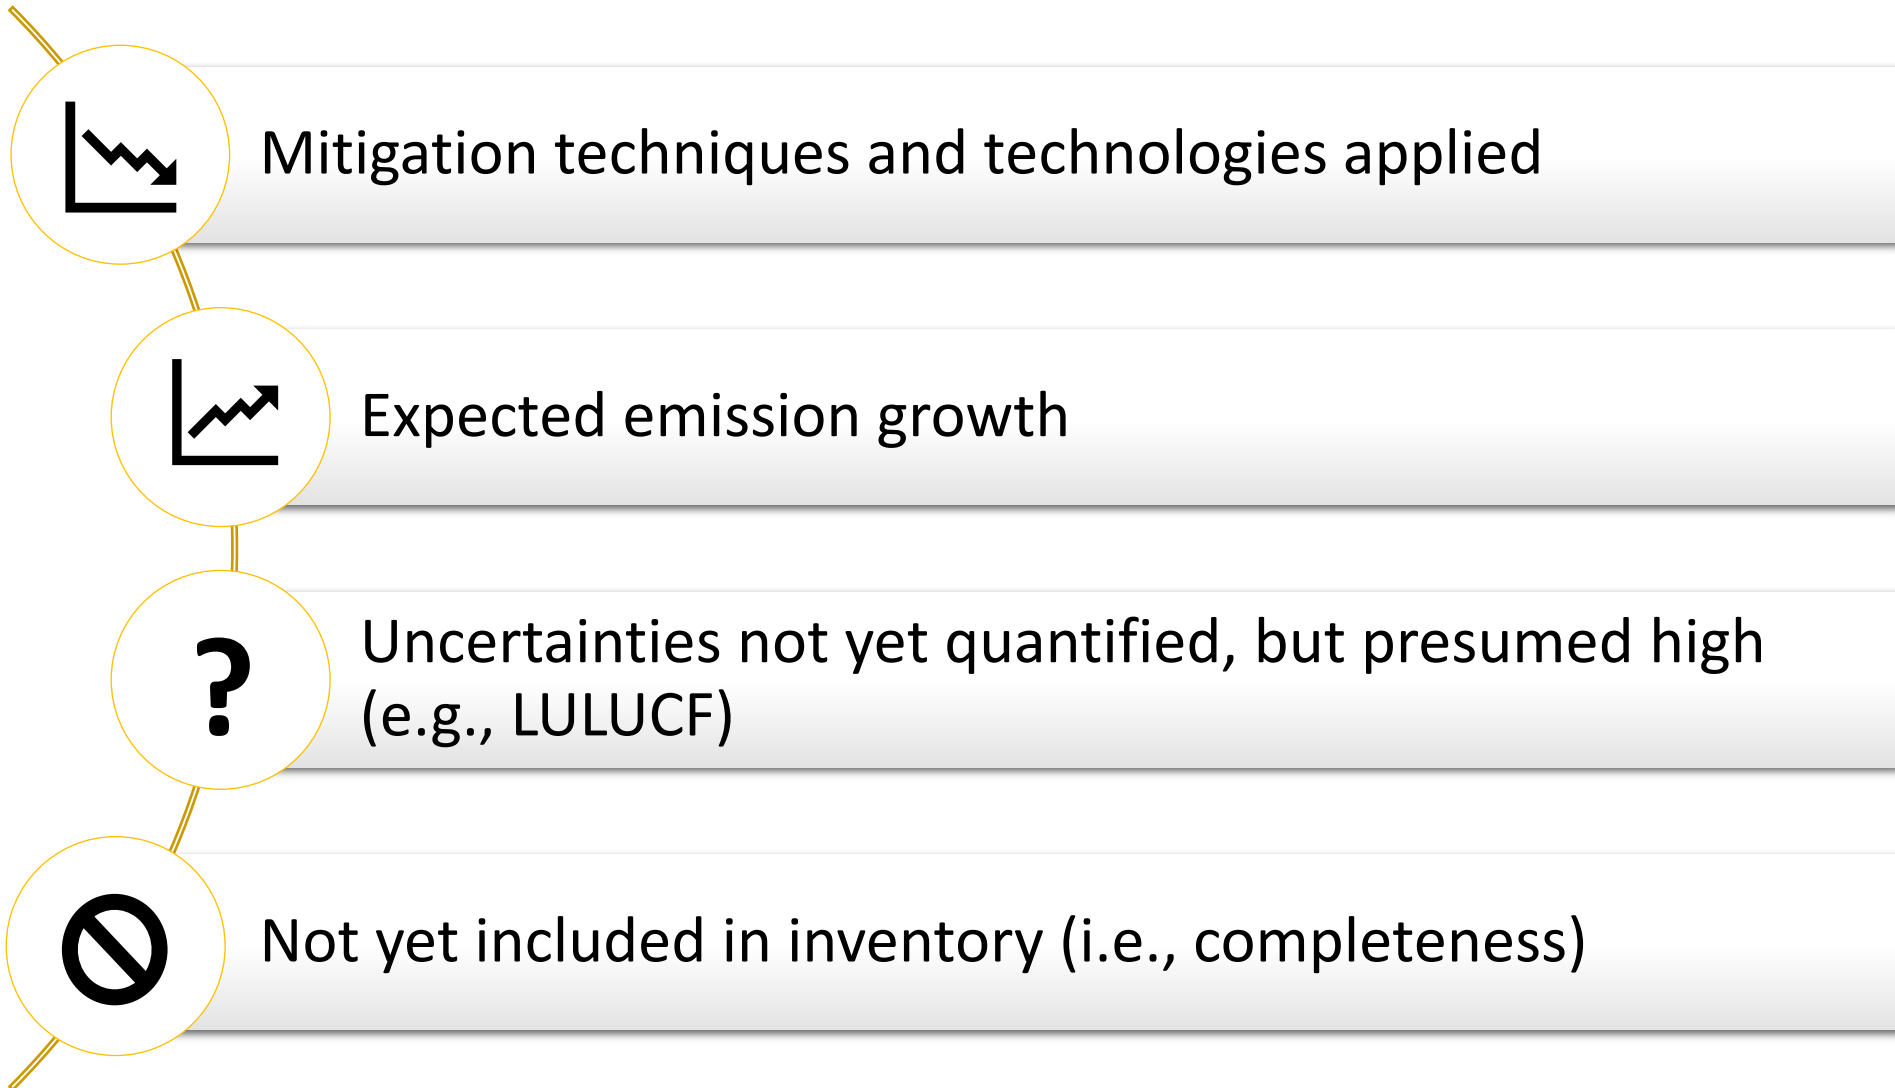 Mitigation techniques and technologies applied
Expected emission growth
?
Uncertainties not yet quantified, but presumed high
(e.g., LULUCF)
Not yet included in inventory (i.e., completeness)